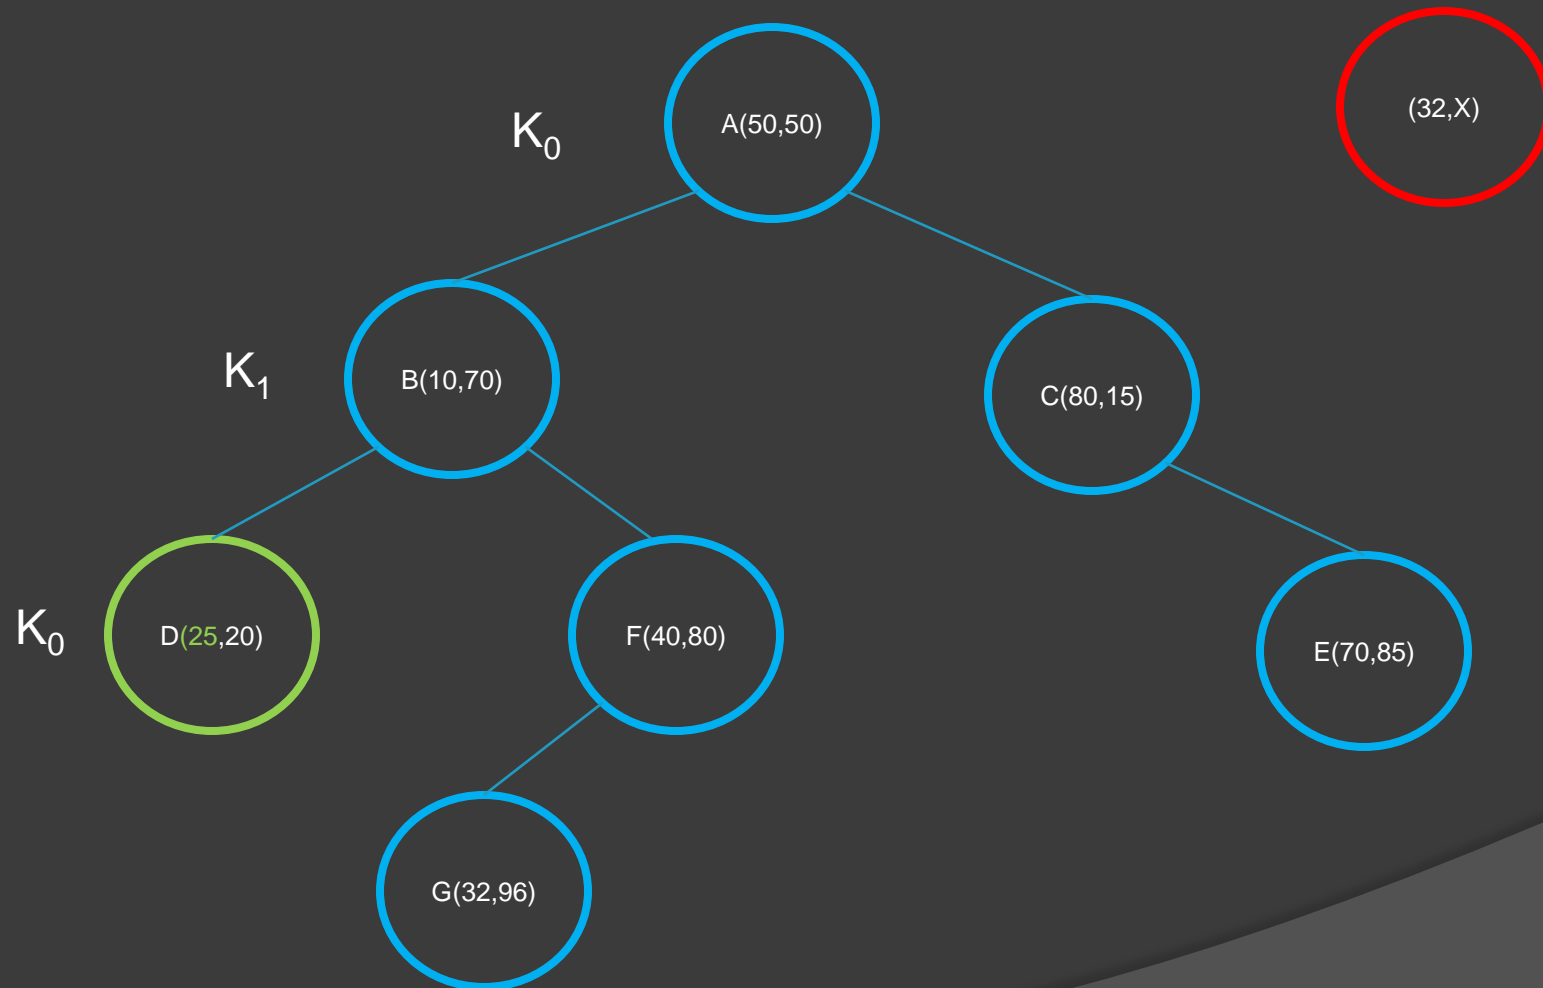 K0
A(50,50)
(32,X)
K1
B(10,70)
C(80,15)
K0
D(25,20)
F(40,80)
E(70,85)
G(32,96)